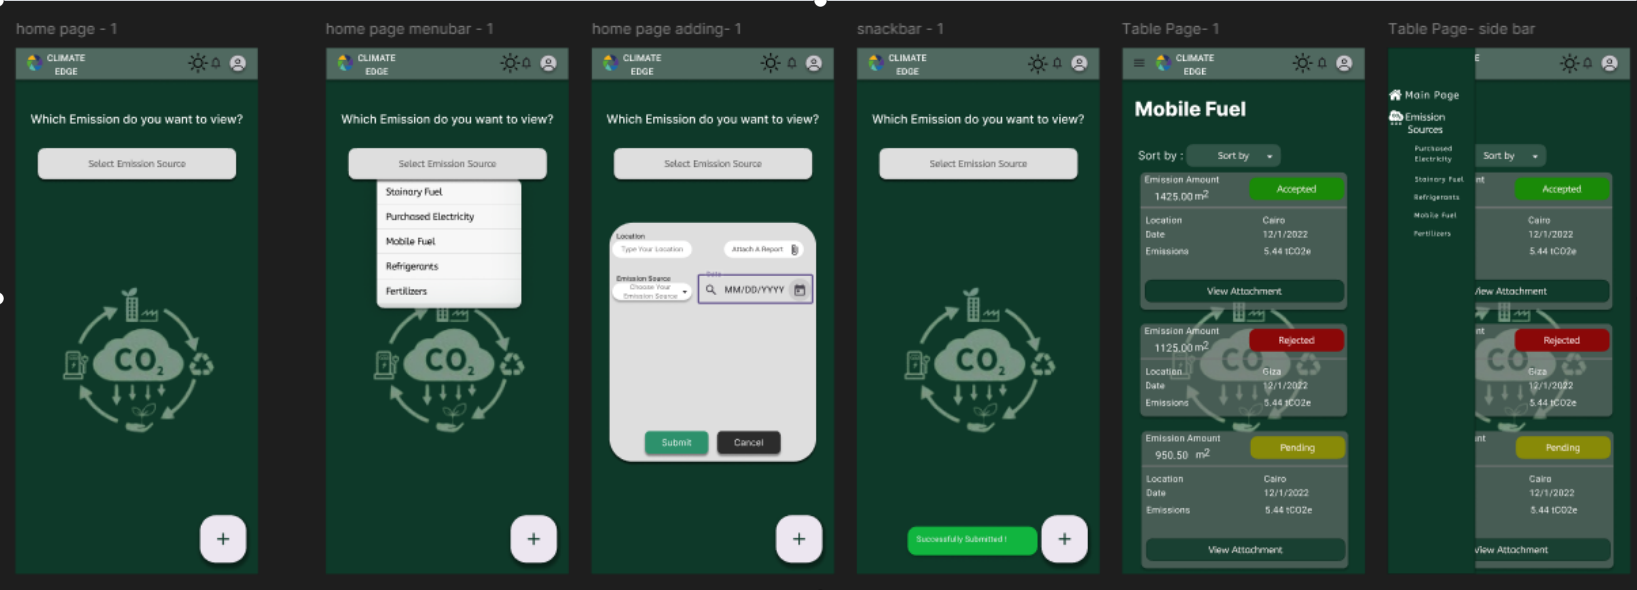 home page - 1
CLIMATE
EDGE
Which Emission do you want to view?
Select Emission Source
CO2
+
home page menubar - 1
CLIMATE
EDGE
Which Emission do you want to view?
Select Emission Source
Stainary Fuel
Purchased Electricity
Mobile Fuel
Refrigerants
Fertilizers
CO2
+
home page adding- 1
CLIMATE
EDGE
Which Emission do you want to view?
Select Emission Source
Location
Type Your Location
Attach A Report
Emission Source
Choose Your
Emission Source
Date
MM/DD/YYYY
Submit
Cancel
+
snackbar - 1
CLIMATE
EDGE
Which Emission do you want to view?
Select Emission Source
CO2
Successfully Submitted !
+
Table Page- 1
CLIMATE
EDGE
Mobile Fuel
Sort by :
Sort by
Emission Amount
1425.00 m2
Accepted
Location Cairo
Date 12/1/2022
Emissions 5.44 tCO2e
View Attachment
Emission Amount
1125.00 m2
Rejected
Location Giza
Date 12/1/2022
Emissions 5.44 tCO2e
Emission Amount
950.50 m2
Pending
Location Cairo
Date 12/1/2022
Emissions 5.44 tCO2e
View Attachment
Table Page- side bar
E
Main Page
Emission
Sources
Purchased
Electricity
Stainary Fuel
Refrigerants
Mobile Fuel
Fertilizers
Sort by
nt
Accepted
Cairo
12/1/2022
5.44 tCO2e
View Attachment
nt
Rejected
Giza
12/1/2022
5.44 tCO2e
nt
Pending
Cairo
12/1/2022
5.44 tCO2e
View Attachment